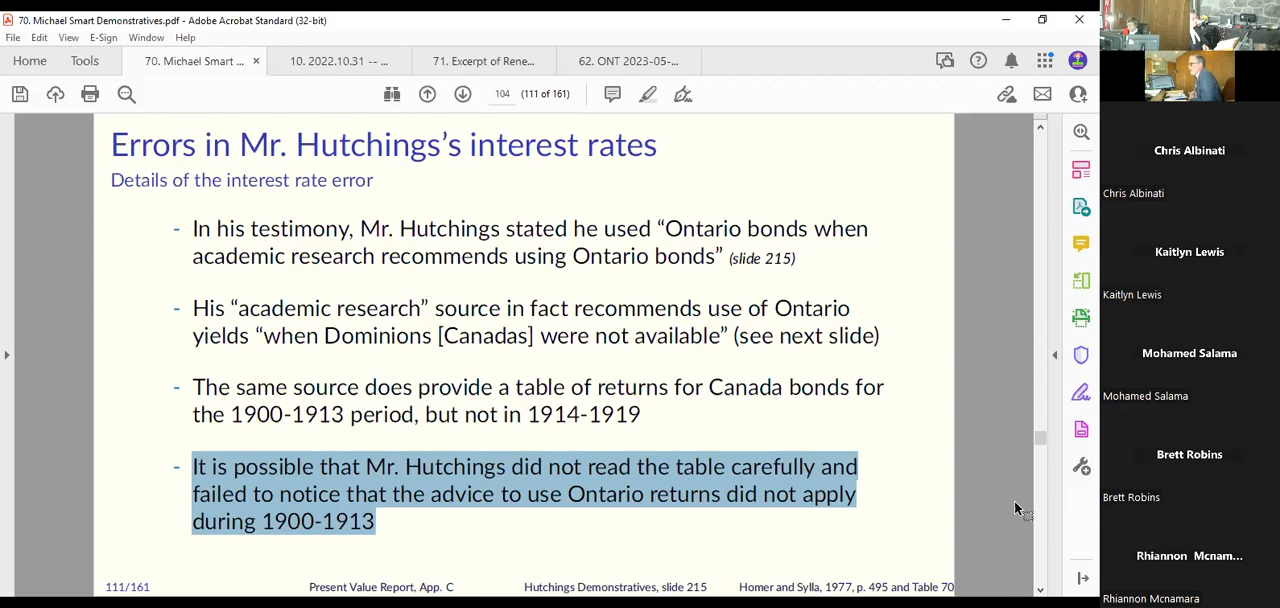 70. Michael Smart Demonstratives.pdf - Adobe Acrobat Standard (32-bit)
File Edit View E-Sign Window Help
Home Tools 70. Michael Smart ... × 10. 2022.10.31 -- ... 71. Excerpt of Rene... 62. ONT 2023-05-...
104 (111 of 161)
Errors in Mr. Hutchings's interest rates
Details of the interest rate error
- In his testimony, Mr. Hutchings stated he used “Ontario bonds when
academic research recommends using Ontario bonds” (slide 215)
- His “academic research” source in fact recommends use of Ontario
yields “when Dominions [Canadas] were not available” (see next slide)
- The same source does provide a table of returns for Canada bonds for
the 1900-1913 period, but not in 1914-1919
- It is possible that Mr. Hutchings did not read the table carefully and
failed to notice that the advice to use Ontario returns did not apply
during 1900-1913
111/161 Present Value Report, App. C Hutchings Demonstratives, slide 215 Homer and Sylla, 1977, p. 495 and Table 70
Chris Albinati
Chris Albinati
Kaitlyn Lewis
Kaitlyn Lewis
Mohamed Salama
Mohamed Salama
Brett Robins
Brett Robins
Rhiannon Mcnam...
Rhiannon Mcnamara